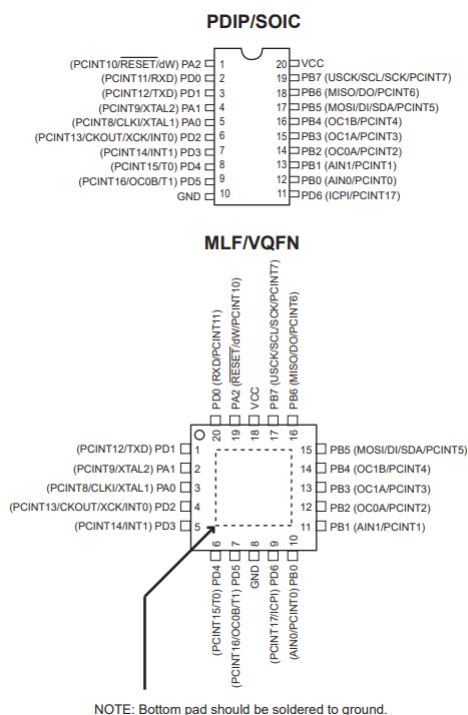 PDIP/SOIC
(PCINT10/RESET/dW) PA2 1 20 VCC
(PCINT11/RXD) PD0 2 19 PB7 (USCK/SCL/SCK/PCINT7)
(PCINT12/TXD) PD1 3 18 PB6 (MISO/DO/PCINT6)
(PCINT9/XTAL2) PA1 4 17 PB5 (MOSI/DI/SDA/PCINT5)
(PCINT8/CLKI/XTAL1) PA0 5 16 PB4 (OC1B/PCINT4)
(PCINT13/CKOUT/XCK/INT0) PD2 6 15 PB3 (OC1A/PCINT3)
(PCINT14/INT1) PD3 7 14 PB2 (OC0A/PCINT2)
(PCINT15/T0) PD4 8 13 PB1 (AIN1/PCINT1)
(PCINT16/OC0B/T1) PD5 9 12 PB0 (AIN0/PCINT0)
GND 10 11 PD6 (ICPI/PCINT17)
MLF/VQFN
PD0 (RXD/PCINT11)
PA2 (RESET/dW/PCINT10)
VCC
PB7 (USCK/SCL/SCK/PCINT7)
PB6 (MISO/DO/PCINT6)
20 19 18 17 16
(PCINT12/TXD) PD1 1 15 PB5 (MOSI/DI/SDA/PCINT5)
(PCINT9/XTAL2) PA1 2 14 PB4 (OC1B/PCINT4)
(PCINT8/CLKI/XTAL1) PA0 3 13 PB3 (OC1A/PCINT3)
(PCINT13/CKOUT/XCK/INT0) PD2 4 12 PB2 (OC0A/PCINT2)
(PCINT14/INT1) PD3 5 11 PB1 (AIN1/PCINT1)
6 7 8 9 10
(PCINT15/T0) PD4
(PCINT16/OC0B/T1) PD5
GND
(PCINT17/ICPI) PD6
(AIN0/PCINT0) PB0
NOTE: Bottom pad should be soldered to ground.